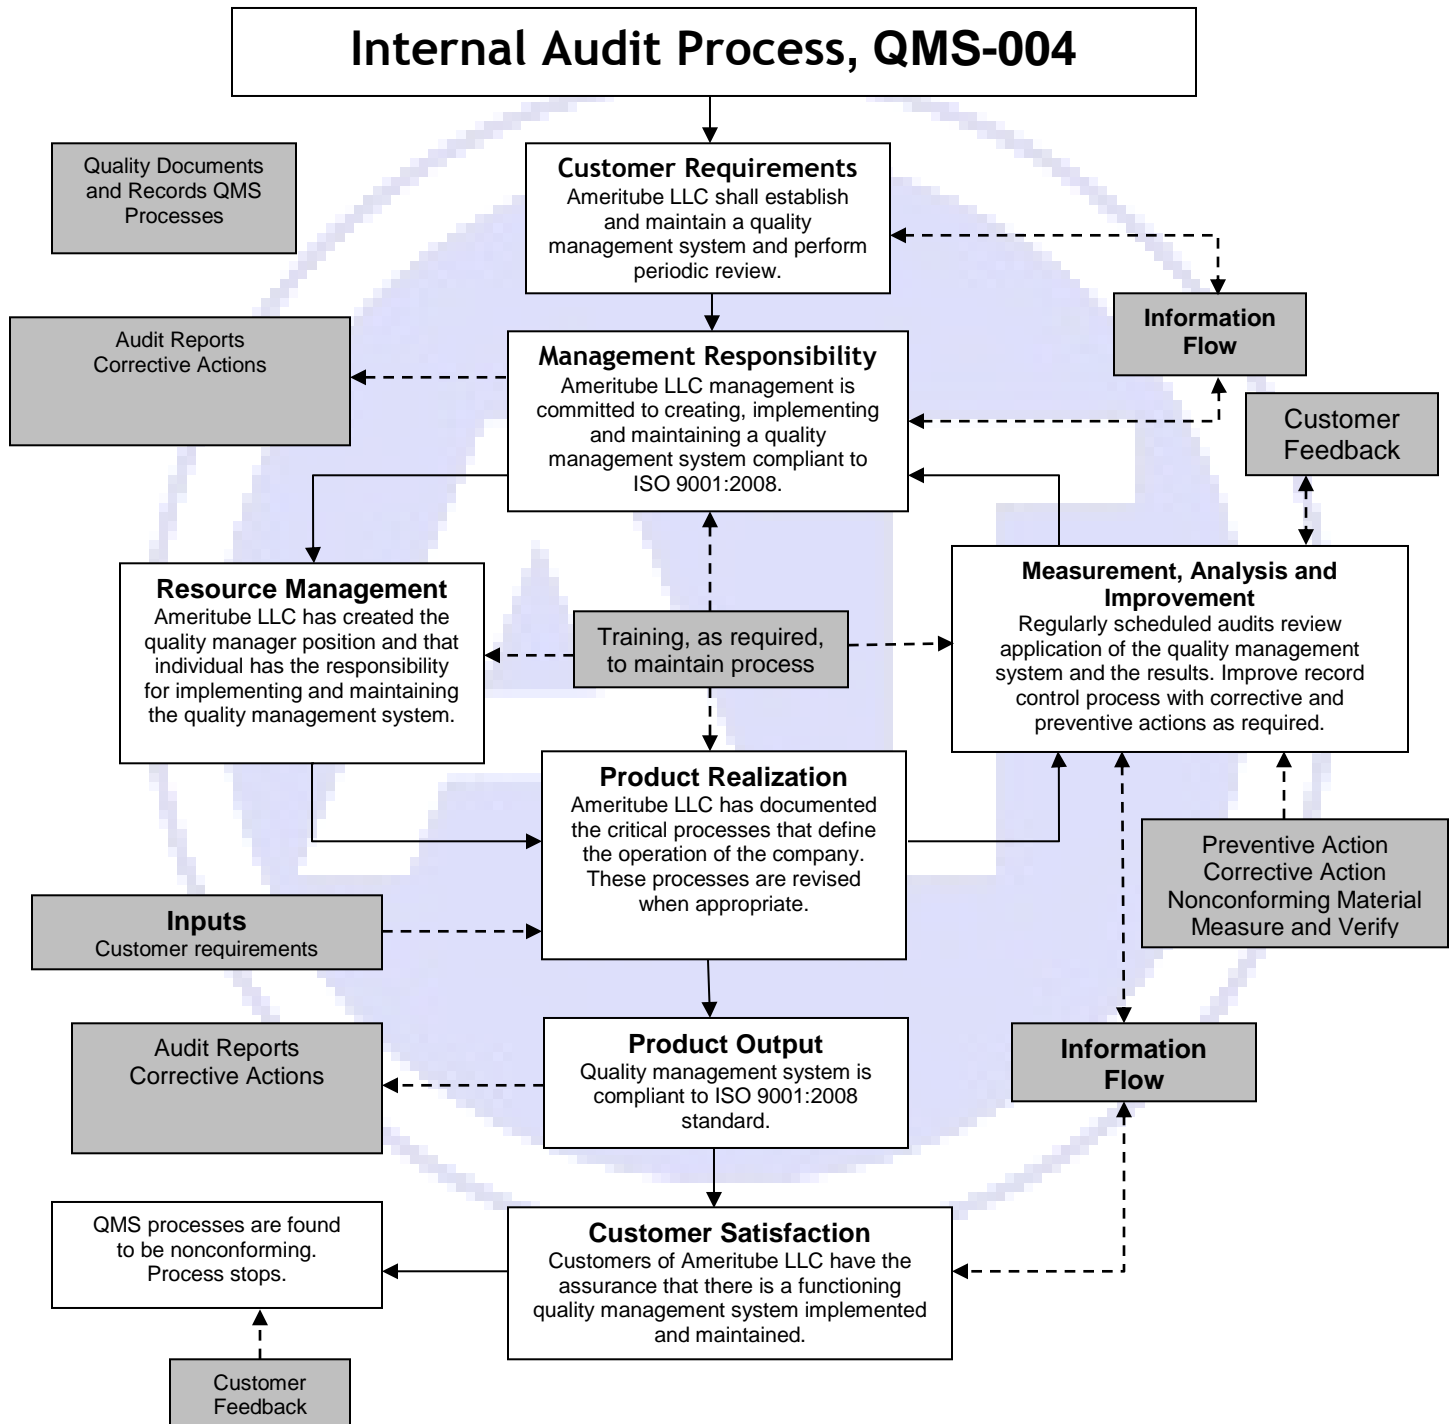 Internal Audit Process, QMS-004
Quality Documents
and Records QMS
Processes
Customer Requirements
Ameritube LLC shall establish
and maintain a quality
management system and perform
periodic review.
Information
Flow
Audit Reports
Corrective Actions
Management Responsibility
Ameritube LLC management is
committed to creating, implementing
and maintaining a quality
management system compliant to
ISO 9001:2008.
Customer
Feedback
Resource Management
Ameritube LLC has created the
quality manager position and that
individual has the responsibility
for implementing and maintaining
the quality management system.
Training, as required,
to maintain process
Measurement, Analysis and
Improvement
Regularly scheduled audits review
application of the quality management
system and the results. Improve record
control process with corrective and
preventive actions as required.
Product Realization
Ameritube LLC has documented
the critical processes that define
the operation of the company.
These processes are revised
when appropriate.
Preventive Action
Corrective Action
Nonconforming Material
Measure and Verify
Inputs
Customer requirements
Audit Reports
Corrective Actions
Product Output
Quality management system is
compliant to ISO 9001:2008
standard.
Information
Flow
QMS processes are found
to be nonconforming.
Process stops.
Customer Satisfaction
Customers of Ameritube LLC have the
assurance that there is a functioning
quality management system implemented
and maintained.
Customer
Feedback